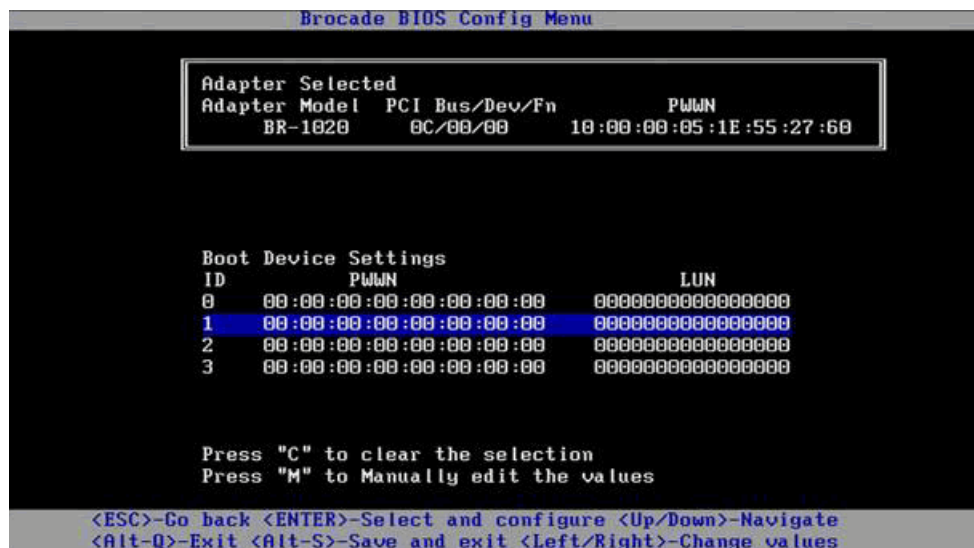 Brocade BIOS Config Menu
Adapter Selected
Adapter Model PCI Bus/Dev/Fn PWWN
BR-1020 0C/00/00 10:00:00:05:1E:55:27:60
Boot Device Settings
ID PWWN LUN
0 00:00:00:00:00:00:00:00 0000000000000000
1 00:00:00:00:00:00:00:00 0000000000000000
2 00:00:00:00:00:00:00:00 0000000000000000
3 00:00:00:00:00:00:00:00 0000000000000000
Press "C" to clear the selection
Press "M" to Manually edit the values
<ESC>-Go back <ENTER>-Select and configure <Up/Down>-Navigate
<Alt-Q>-Exit <Alt-S>-Save and exit <Left/Right>-Change values